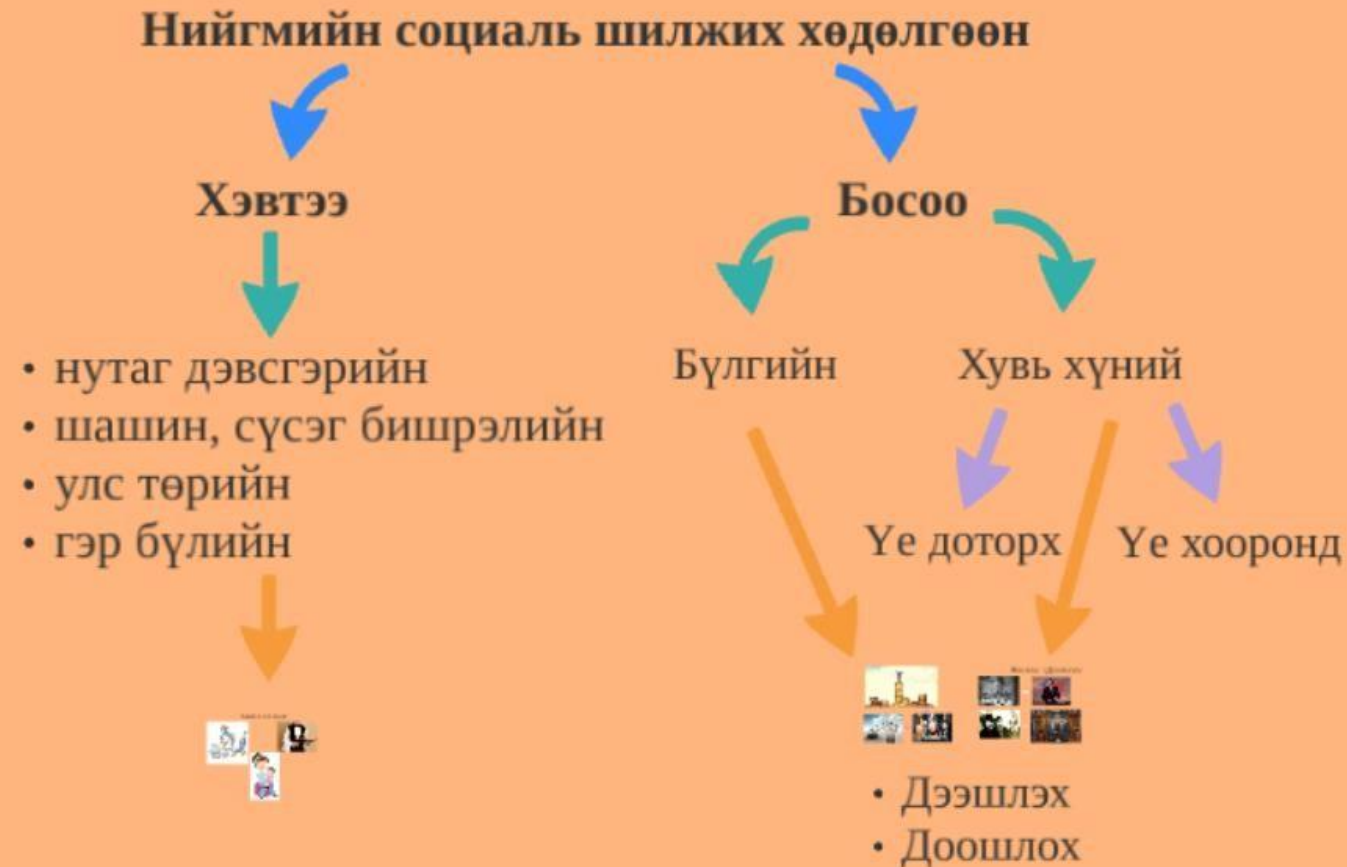 Нийгмийн социаль шилжих хөдөлгөөн
Хэвтээ
Босоо
• нутаг дэвсгэрийн
• шашин, сүсэг бишрэлийн
• улс төрийн
• гэр бүлийн
Бүлгийн
Хувь хүний
Үе доторх
Үе хооронд
• Дээшлэх
• Доошлох